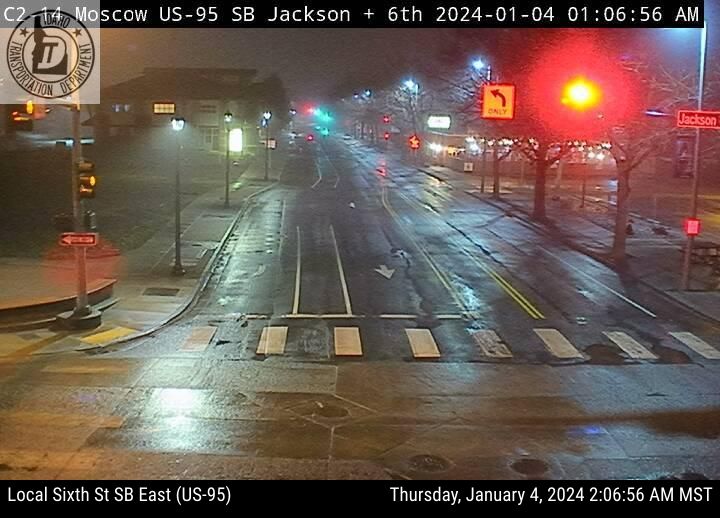 C2 14 Moscow US-95 SB Jackson + 6th 2024-01-04 01:06:56 AM
IDAHO
TRANSPORTATION DEPARTMENT
ONLY
Jackson
Local Sixth St SB East (US-95)
Thursday, January 4, 2024 2:06:56 AM MST